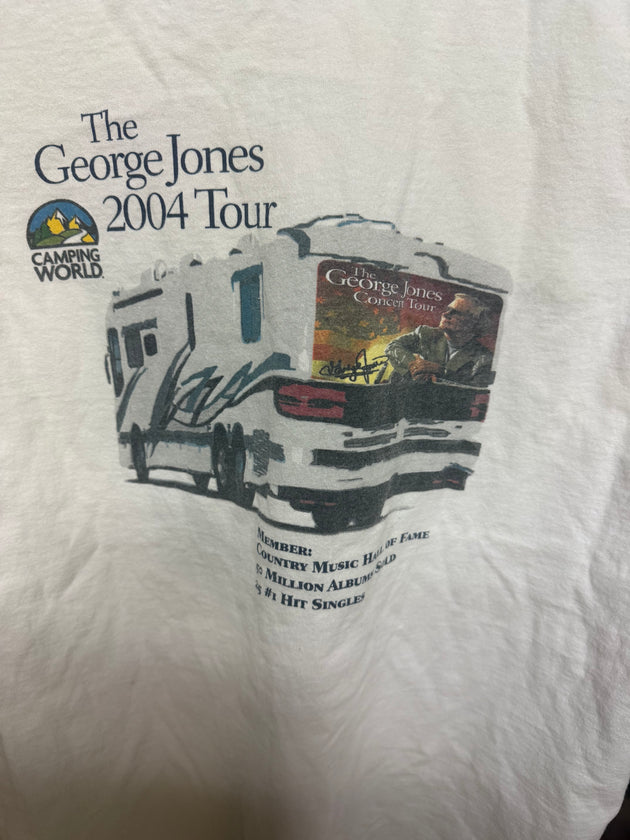 The
George Jones
2004 Tour
CAMPING
WORLD
The
George Jones
Concert Tour
MEMBER:
COUNTRY MUSIC HALL OF FAME
MILLION ALBUMS SOLD
#1 HIT SINGLES